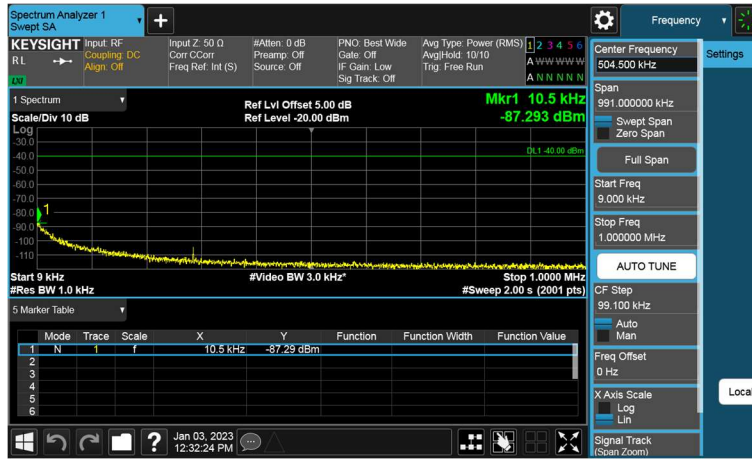 Spectrum Analyzer 1
Swept SA
Frequency
KEYSIGHT
RL
LXI
Input: RF
Coupling: DC
Align: Off
Input Z: 50 Ω
Corr CCorr
Freq Ref: Int (S)
#Atten: 0 dB
Preamp: Off
Source: Off
PNO: Best Wide
Gate: Off
IF Gain: Low
Sig Track: Off
Avg Type: Power (RMS)
Avg|Hold: 10/10
Trig: Free Run
1 2 3 4 5 6
A W W W W W
A N N N N N
1 Spectrum
Scale/Div 10 dB
Ref Lvl Offset 5.00 dB
Ref Level -20.00 dBm
Mkr1 10.5 kHz
-87.293 dBm
Log
-30.0
-40.0
-50.0
-60.0
-70.0
-80.0
-90.0
-100
-110
DL1 -40.00 dBm
1
Start 9 kHz
#Res BW 1.0 kHz
#Video BW 3.0 kHz*
Stop 1.0000 MHz
#Sweep 2.00 s (2001 pts)
5 Marker Table
Mode Trace Scale X Y Function Function Width Function Value
1 N 1 f 10.5 kHz -87.29 dBm
2
3
4
5
6
Jan 03, 2023
12:32:24 PM
Center Frequency
504.500 kHz
Settings
Span
991.000000 kHz
Swept Span
Zero Span
Full Span
Start Freq
9.000 kHz
Stop Freq
1.000000 MHz
AUTO TUNE
CF Step
99.100 kHz
Auto
Man
Freq Offset
0 Hz
X Axis Scale
Log
Lin
Local
Signal Track
(Span Zoom)